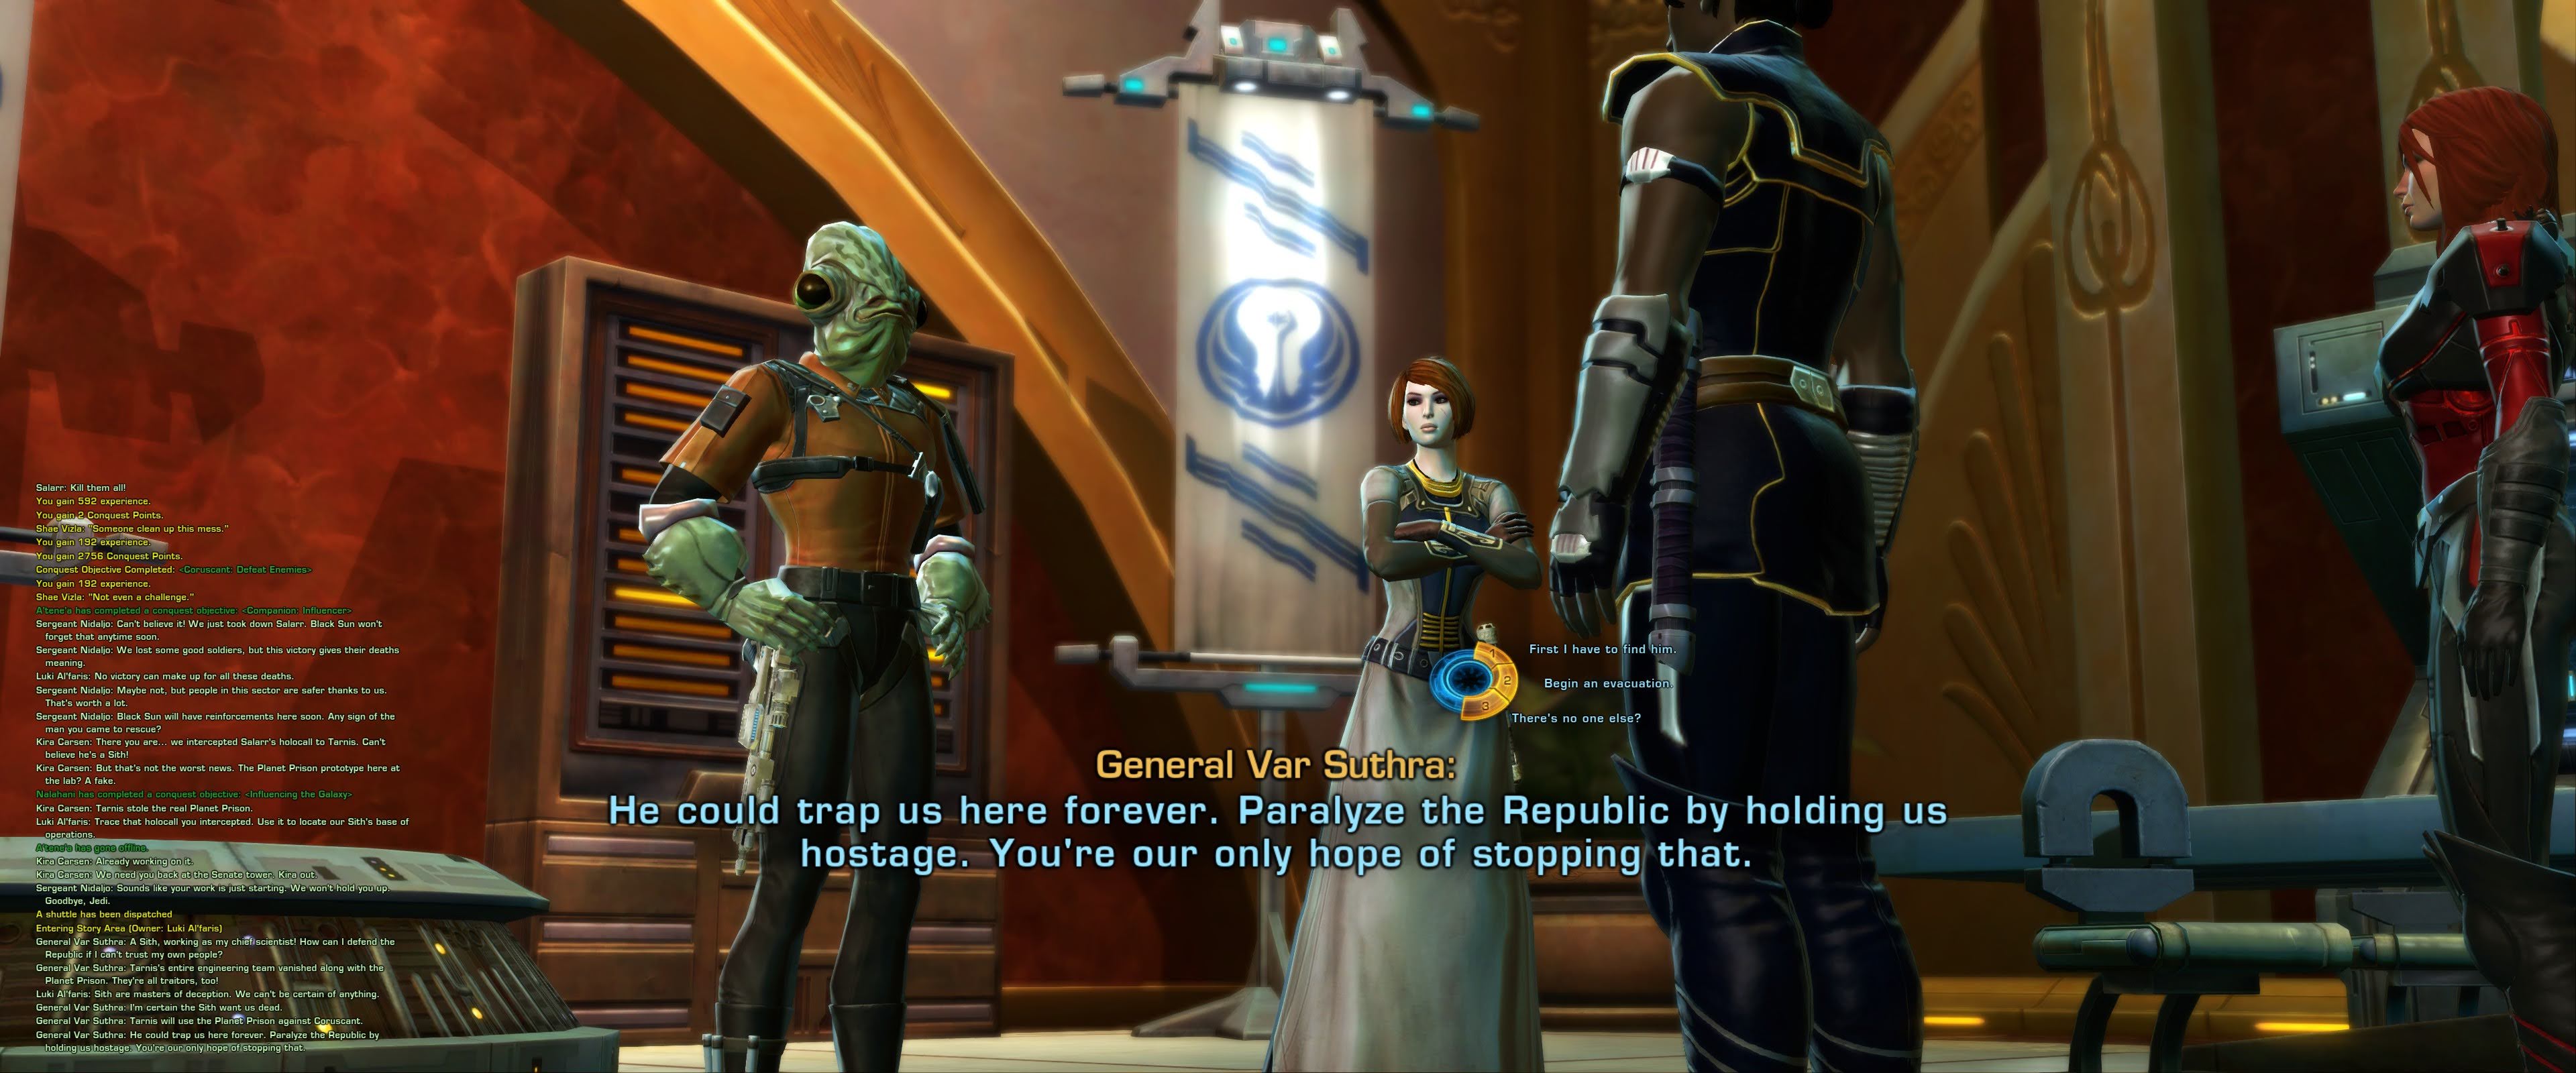 Salarr: Kill them all!
You gain 592 experience.
You gain 2 Conquest Points.
Shae Vizla: "Someone clean up this mess."
You gain 192 experience.
You gain 2756 Conquest Points.
Conquest Objective Completed: <Coruscant: Defeat Enemies>
You gain 192 experience.
Shae Vizla: "Not even a challenge."
A'tene'a has completed a conquest objective: <Companion: Influencer>
Sergeant Nidaljo: Can't believe it! We just took down Salarr. Black Sun won't
forget that anytime soon.
Sergeant Nidaljo: We lost some good soldiers, but this victory gives their deaths
meaning.
Luki Al'faris: No victory can make up for all these deaths.
Sergeant Nidaljo: Maybe not, but people in this sector are safer thanks to us.
That's worth a lot.
Sergeant Nidaljo: Black Sun will have reinforcements here soon. Any sign of the
man you came to rescue?
Kira Carsen: There you are... we intercepted Salarr's holocall to Tarnis. Can't
believe he's a Sith!
Kira Carsen: But that's not the worst news. The Planet Prison prototype here at
the lab? A fake.
Nalahani has completed a conquest objective: <Influencing the Galaxy>
Kira Carsen: Tarnis stole the real Planet Prison.
Luki Al'faris: Trace that holocall you intercepted. Use it to locate our Sith's base of
operations.
A'tene'a has gone offline.
Kira Carsen: Already working on it.
Kira Carsen: We need you back at the Senate tower. Kira out.
Sergeant Nidaljo: Sounds like your work is just starting. We won't hold you up.
Goodbye, Jedi.
A shuttle has been dispatched
Entering Story Area (Owner: Luki Al'faris)
General Var Suthra: A Sith, working as my chief scientist! How can I defend the
Republic if I can't trust my own people?
General Var Suthra: Tarnis's entire engineering team vanished along with the
Planet Prison. They're all traitors, too!
Luki Al'faris: Sith are masters of deception. We can't be certain of anything.
General Var Suthra: I'm certain the Sith want us dead.
General Var Suthra: Tarnis will use the Planet Prison against Coruscant.
General Var Suthra: He could trap us here forever. Paralyze the Republic by
holding us hostage. You're our only hope of stopping that.
1 First I have to find him.
2 Begin an evacuation.
3 There's no one else?
General Var Suthra:
He could trap us here forever. Paralyze the Republic by holding us
hostage. You're our only hope of stopping that.